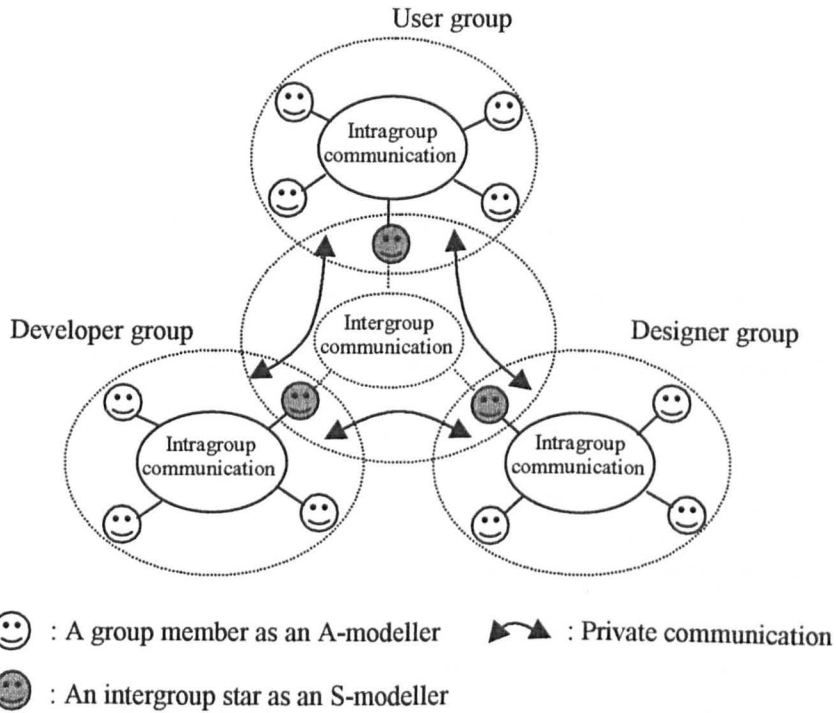 User group
Intragroup
communication
Intergroup
communication
Developer group
Designer group
Intragroup
communication
Intragroup
communication
: A group member as an A-modeller
: Private communication
: An intergroup star as an S-modeller